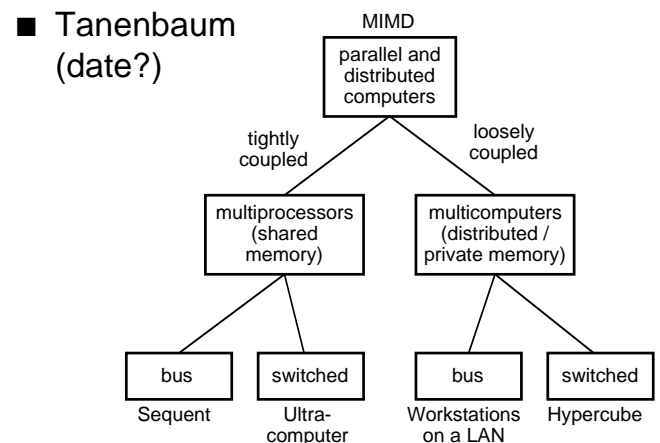 ■ Tanenbaum
(date?)
MIMD
parallel and
distributed
computers
tightly
coupled
loosely
coupled
multiprocessors
(shared
memory)
multicomputers
(distributed /
private memory)
bus
switched
bus
switched
Sequent
Ultra-
computer
Workstations
on a LAN
Hypercube